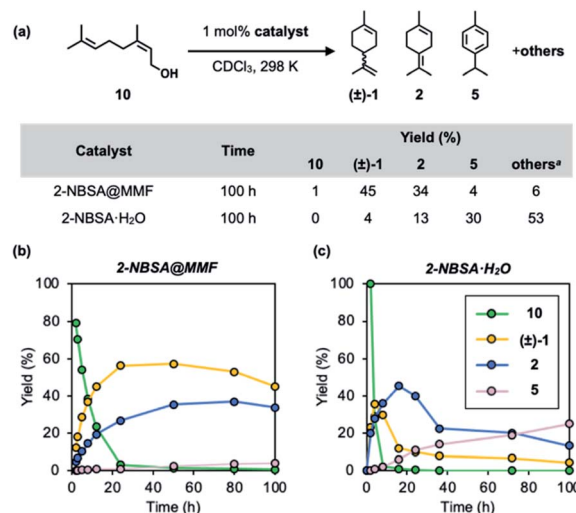 (a)
1 mol% catalyst
CDCl₃, 298 K
OH
+others
10
(±)-1
2
5
Yield (%)
Catalyst Time 10 (±)-1 2 5 othersᵃ
2-NBSA@MMF 100 h 1 45 34 4 6
2-NBSA·H₂O 100 h 0 4 13 30 53
(b) 2-NBSA@MMF
Yield (%)
100
80
60
40
20
0
0 20 40 60 80 100
Time (h)
(c) 2-NBSA·H₂O
Yield (%)
100
80
60
40
20
0
0 20 40 60 80 100
Time (h)
10
(±)-1
2
5